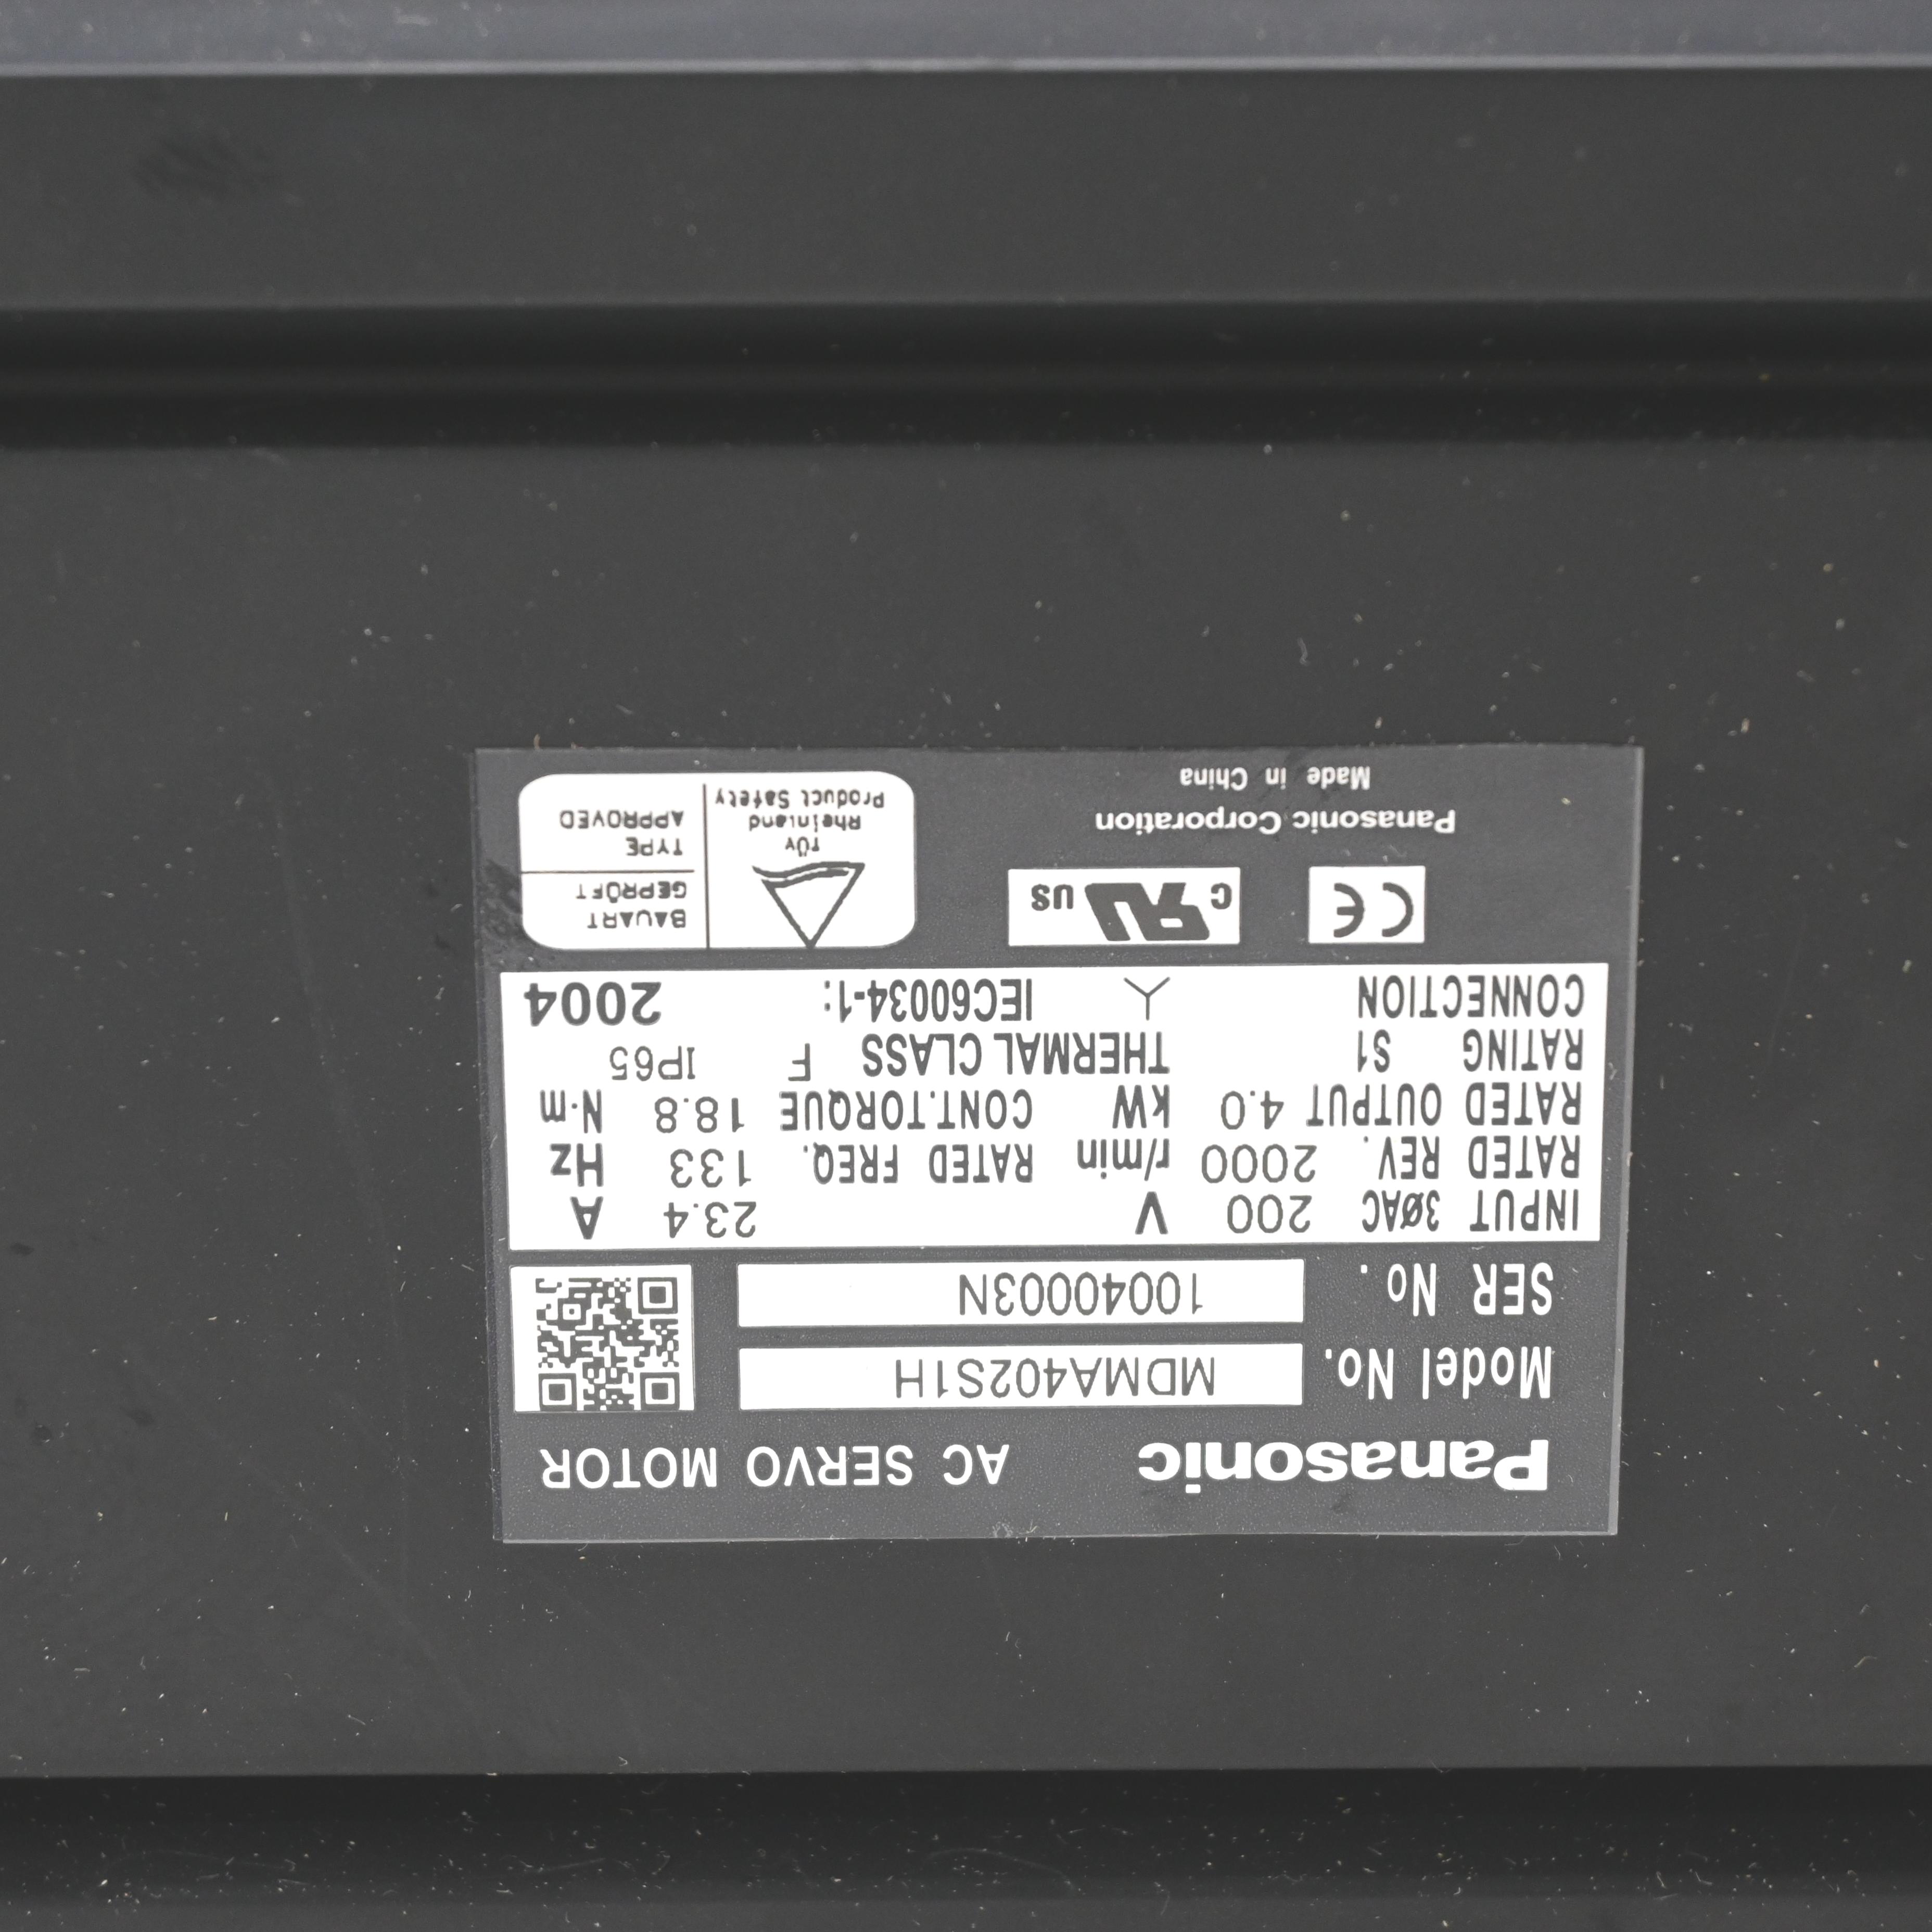 Panasonic AC SERVO MOTOR
Model No. MDMA402S1H
SER No. 10040003N
INPUT 3ØAC 200 V 23.4 A
RATED REV. 2000 r/min RATED FREQ. 133 Hz
RATED OUTPUT 4.0 kW CONT.TORQUE 18.8 N·m
RATING S1 THERMAL CLASS F IP65
CONNECTION IEC60034-1: 2004
CE
c RU US
Panasonic Corporation
Made in China
TÜV
Rheinland
Product Safety
BAUART
GEPRÜFT
TYPE
APPROVED